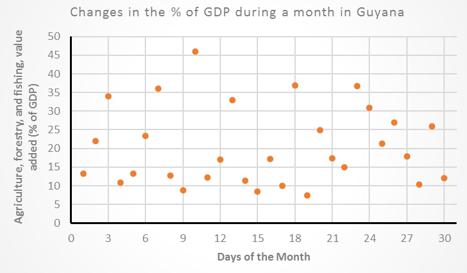 Changes in the % of GDP during a month in Guyana
Agriculture, forestry, and fishing, value
added (% of GDP)
50
45
40
35
30
25
20
15
10
5
0
0 3 6 9 12 15 18 21 24 27 30
Days of the Month